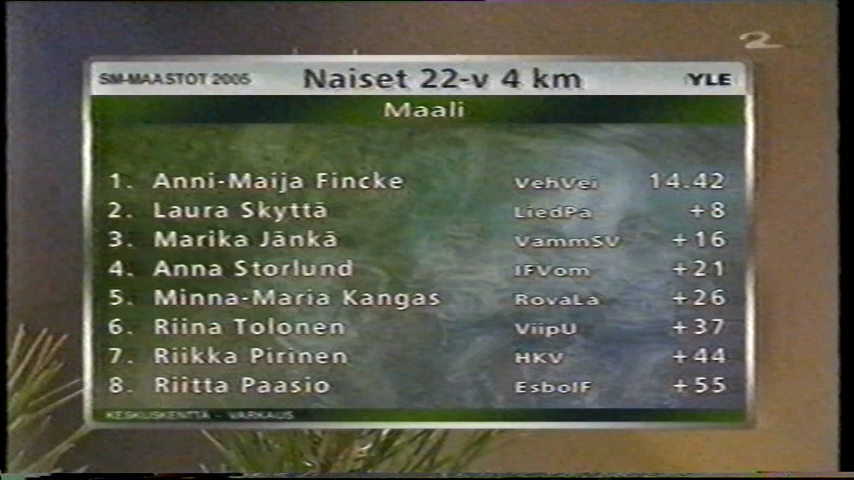 2
SM-MAASTOT 2005 Naiset 22-v 4 km YLE
Maali
1. Anni-Maija Fincke VehVei 14.42
2. Laura Skyttä LiedPa +8
3. Marika Jänkä VammSV +16
4. Anna Storlund IFVom +21
5. Minna-Maria Kangas RovaLa +26
6. Riina Tolonen ViipU +37
7. Riikka Pirinen HKV +44
8. Riitta Paasio EsboIF +55
KESKUSKENTTÄ - VARKAUS